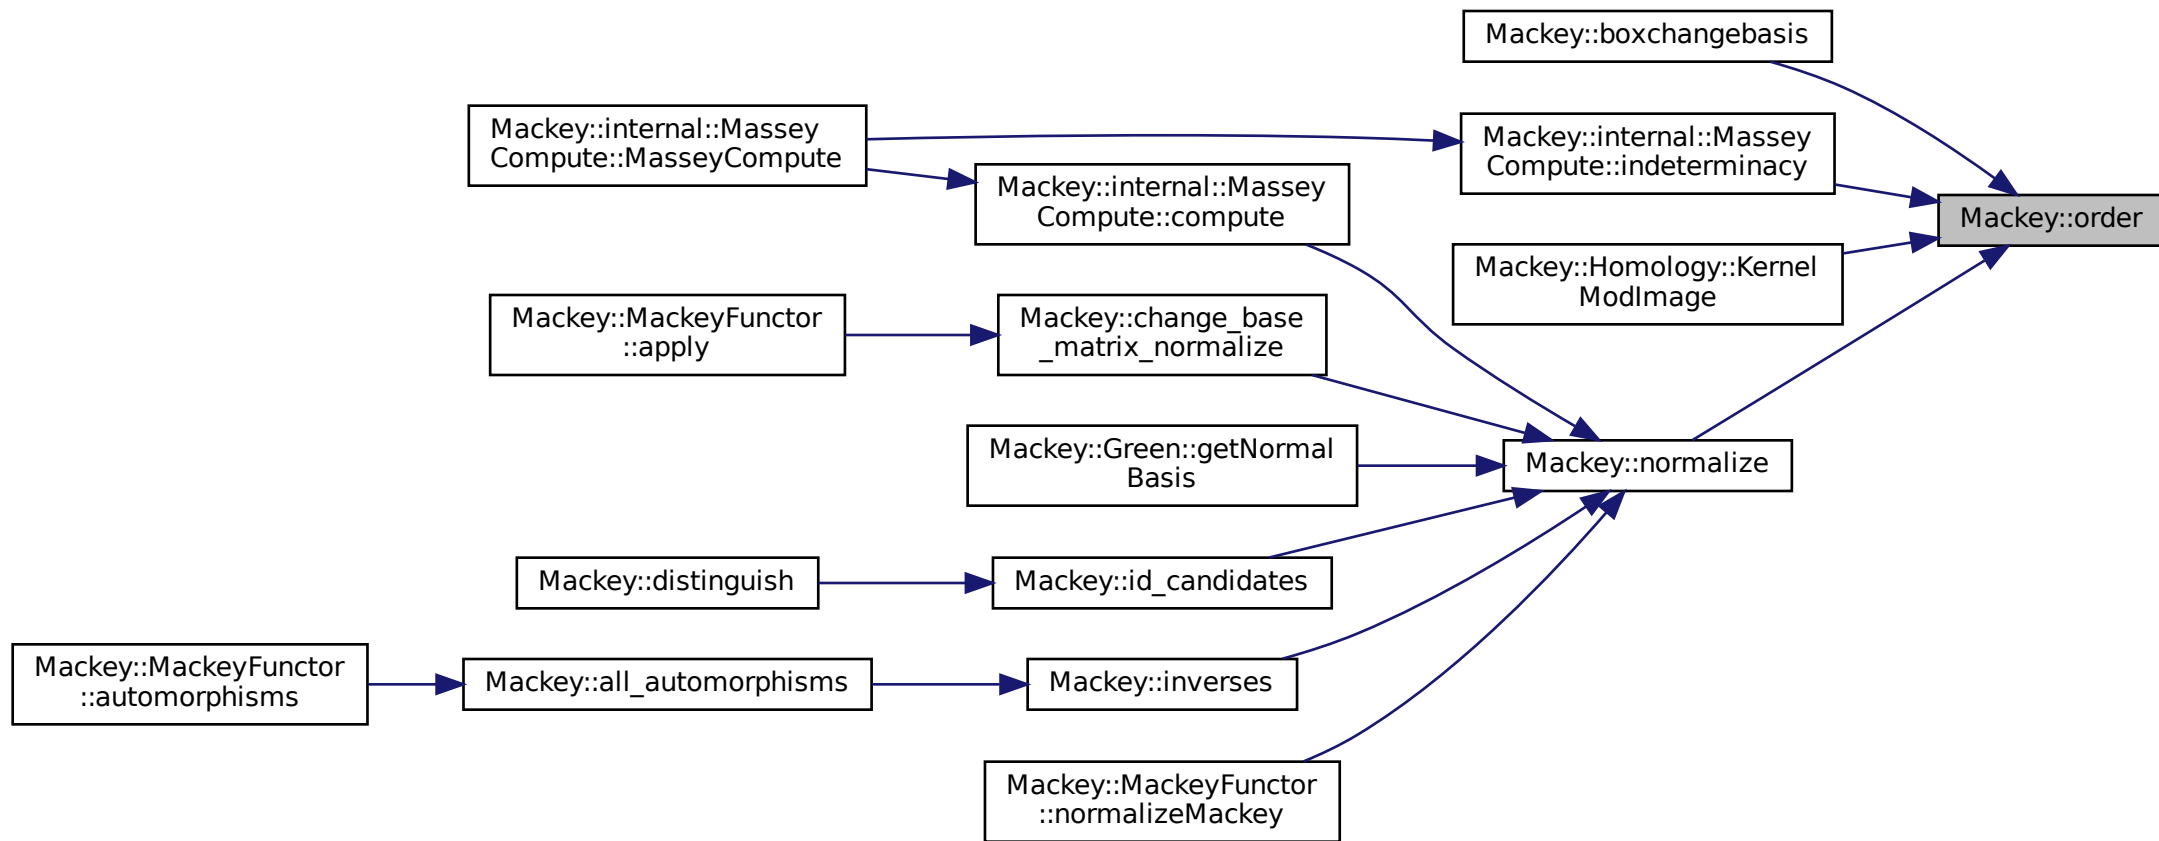 Mackey::boxchangebasis
Mackey::internal::Massey
Compute::MasseyCompute
Mackey::internal::Massey
Compute::indeterminacy
Mackey::internal::Massey
Compute::compute
Mackey::order
Mackey::Homology::Kernel
ModImage
Mackey::MackeyFunctor
::apply
Mackey::change_base
_matrix_normalize
Mackey::Green::getNormal
Basis
Mackey::normalize
Mackey::distinguish
Mackey::id_candidates
Mackey::MackeyFunctor
::automorphisms
Mackey::all_automorphisms
Mackey::inverses
Mackey::MackeyFunctor
::normalizeMackey